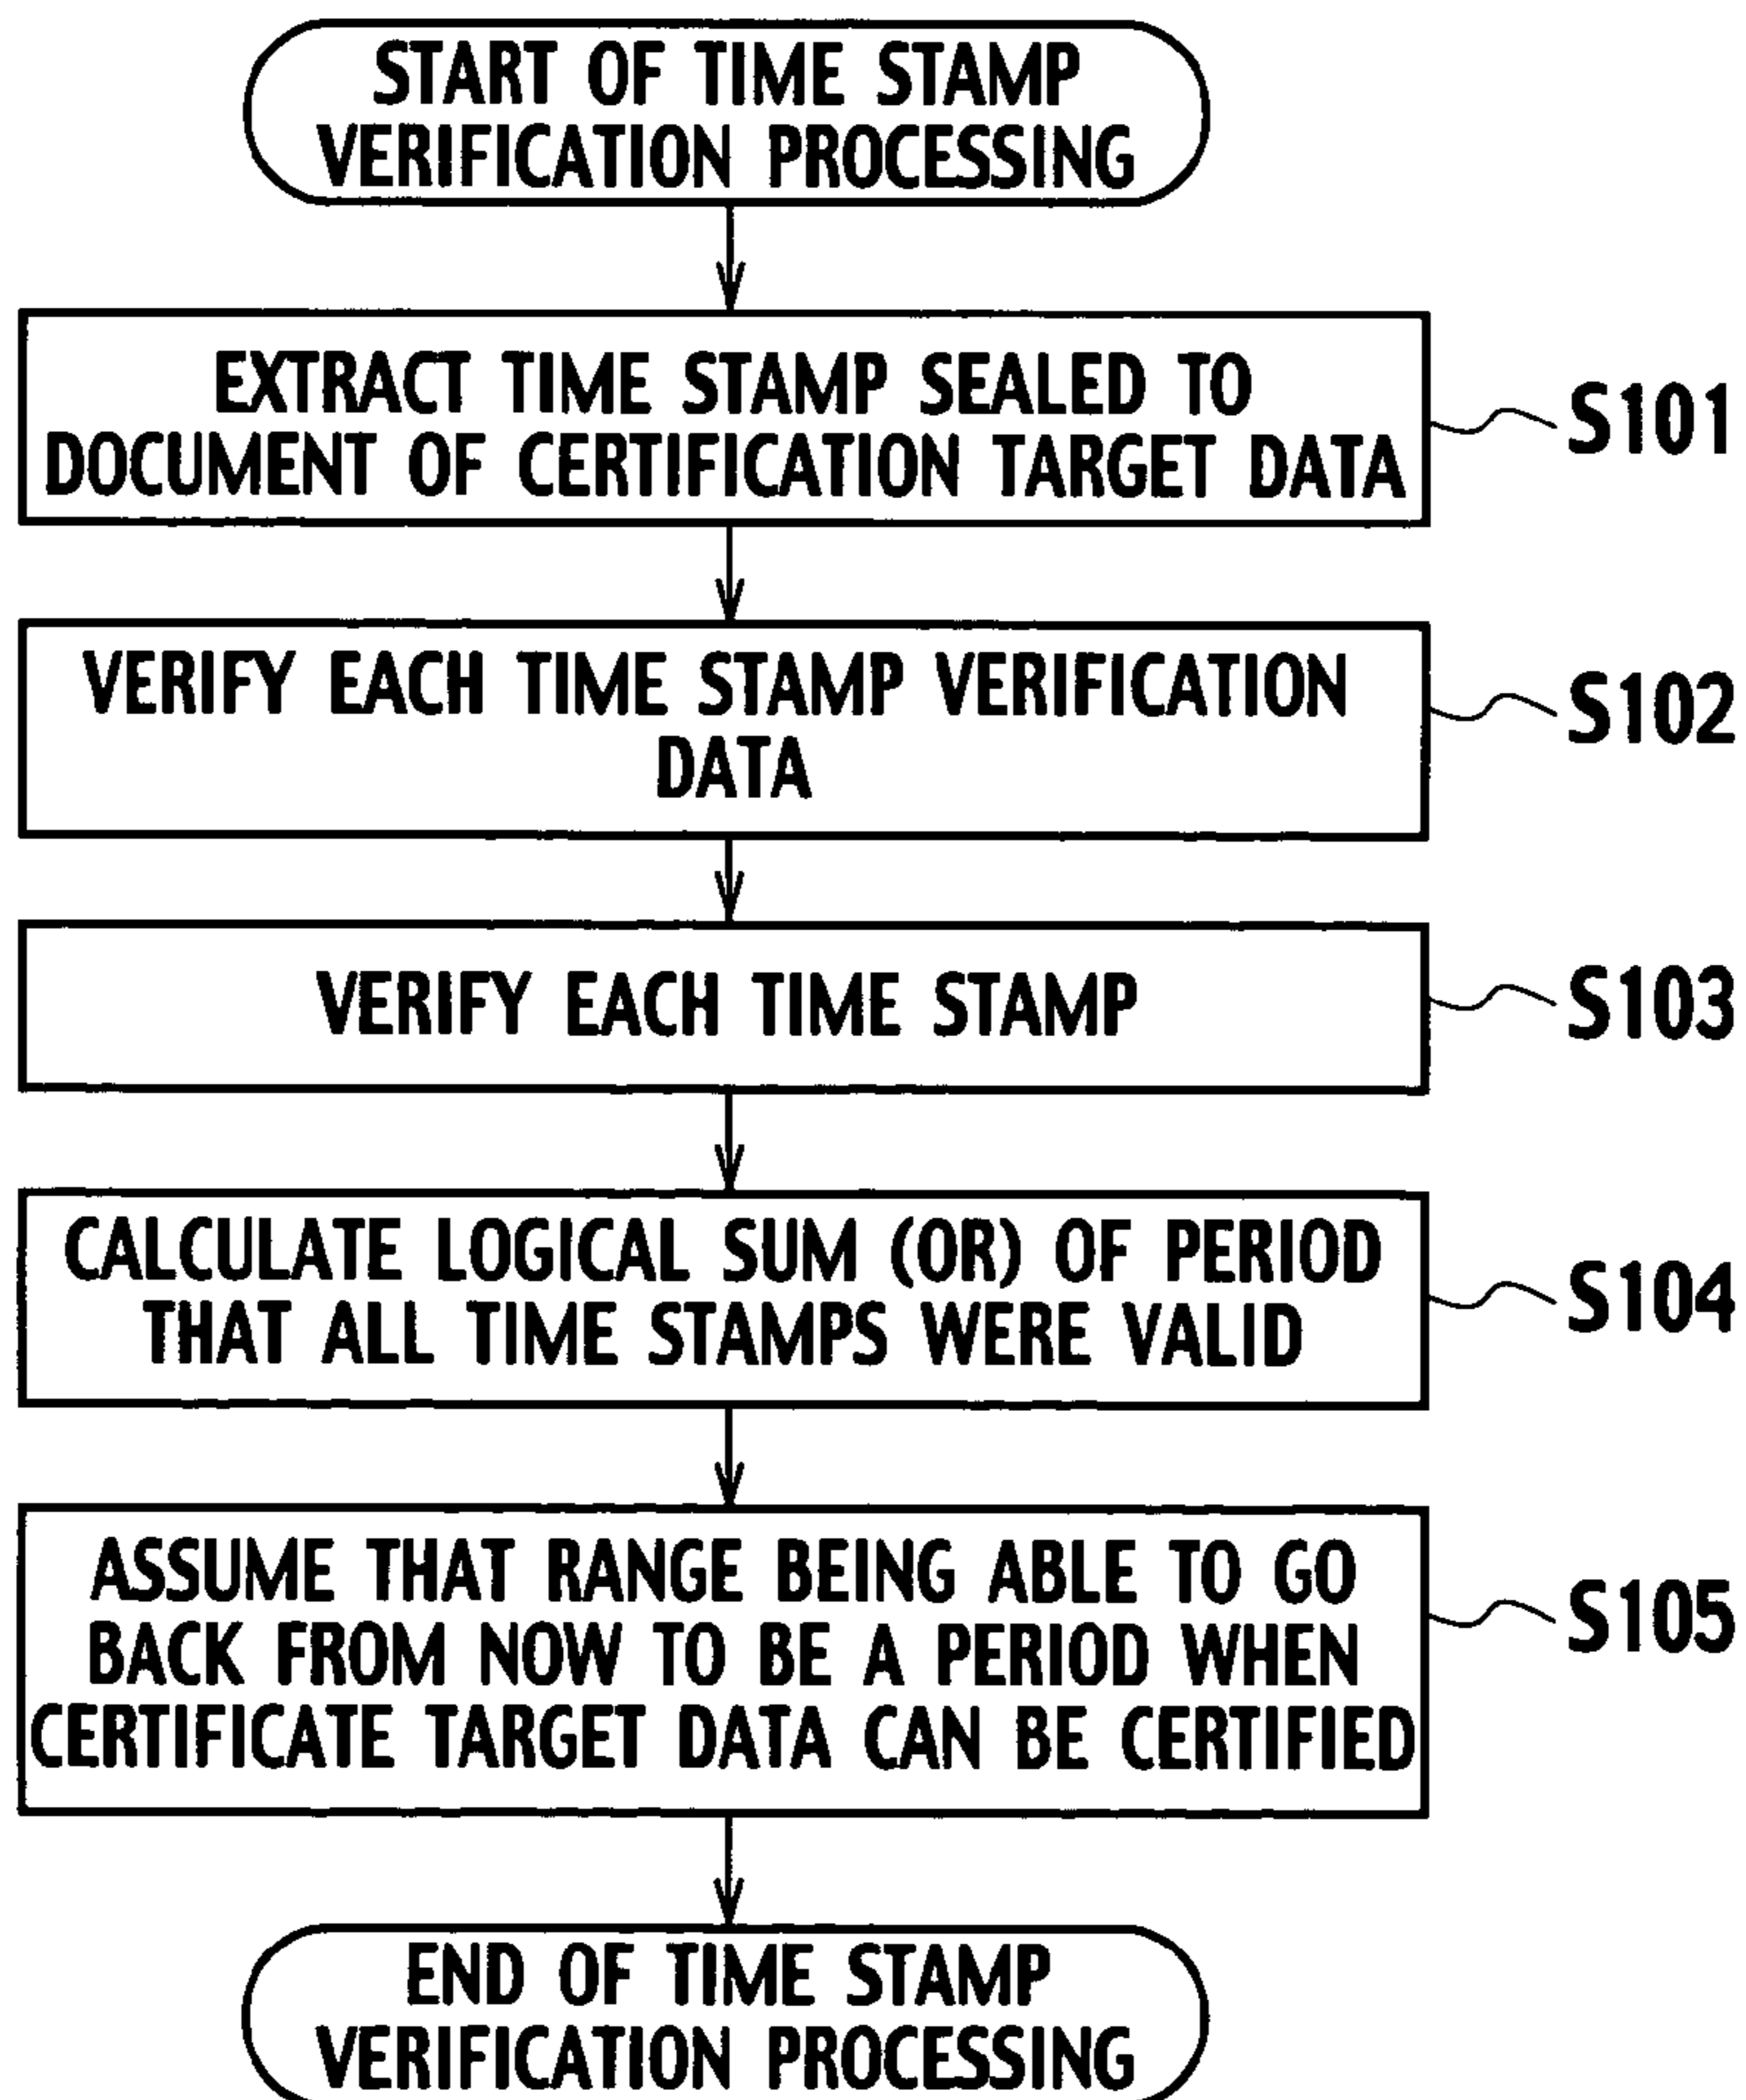 START OF TIME STAMP
VERIFICATION PROCESSING
EXTRACT TIME STAMP SEALED TO
DOCUMENT OF CERTIFICATION TARGET DATA
S101
VERIFY EACH TIME STAMP VERIFICATION
DATA
S102
VERIFY EACH TIME STAMP
S103
CALCULATE LOGICAL SUM (OR) OF PERIOD
THAT ALL TIME STAMPS WERE VALID
S104
ASSUME THAT RANGE BEING ABLE TO GO
BACK FROM NOW TO BE A PERIOD WHEN
CERTIFICATE TARGET DATA CAN BE CERTIFIED
S105
END OF TIME STAMP
VERIFICATION PROCESSING